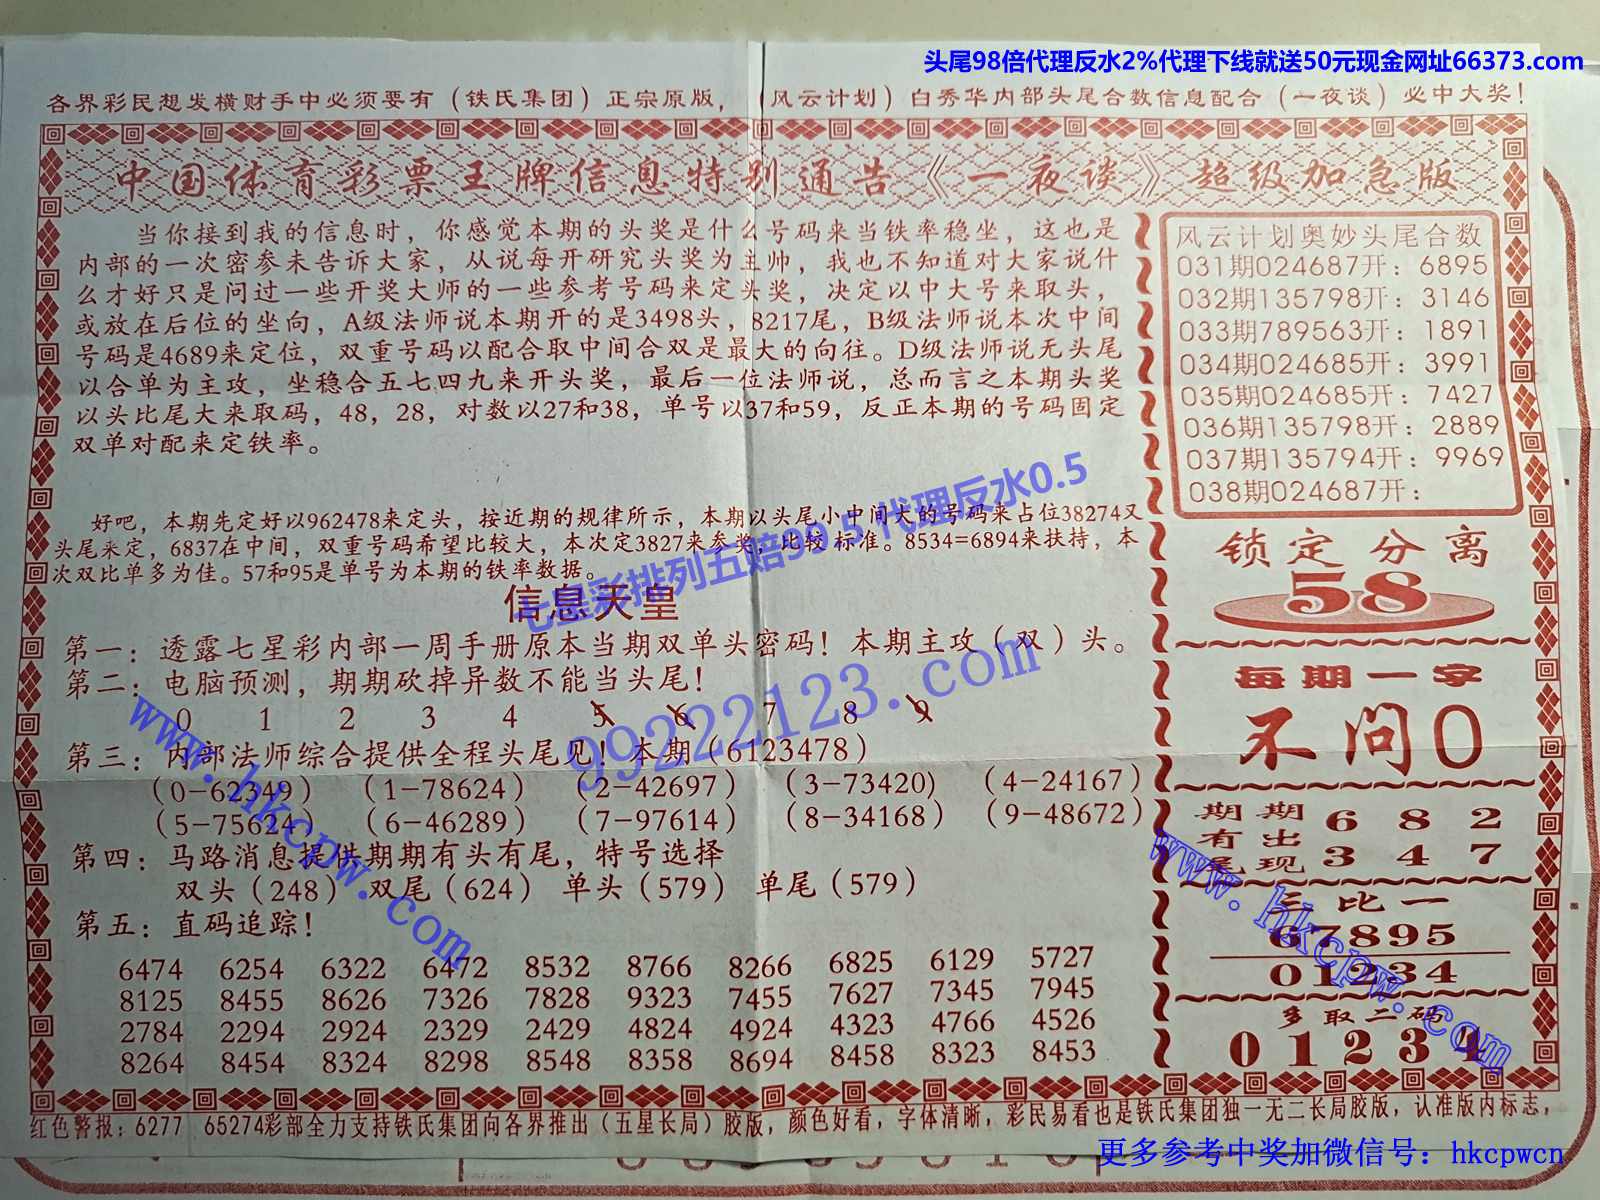 头尾98倍代理反水2%代理下线就送50元现金网址66373.com
各界彩民想发横财手中必须要有（铁氏集团）正宗原版，（风云计划）白秀华内部头尾合数信息配合（一夜谈）必中大奖！
中国体育彩票王牌信息特别通告《一夜谈》超级加急版
当你接到我的信息时，你感觉本期的头奖是什么号码来当铁率稳坐，这也是
内部的一次密参未告诉大家，从说每开研究头奖为主帅，我也不知道对大家说什
么才好只是问过一些开奖大师的一些参考号码来定头奖，决定以中大号来取头，
或放在后位的坐向，A级法师说本期开的是3498头，8217尾，B级法师说本次中间
号码是4689来定位，双重号码以配合取中间合双是最大的向往。D级法师说无头尾
以合单为主攻，坐稳合五七四九来开头奖，最后一位法师说，总而言之本期头奖
以头比尾大来取码，48，28，对数以27和38，单号以37和59，反正本期的号码固定
双单对配来定铁率。
好吧，本期先定好以962478来定头，按近期的规律所示，本期以头尾小中间大的号码来占位38274又
头尾来定，6837在中间，双重号码希望比较大，本次定3827来参奖，比较标准。8534=6894来扶持，本
次双比单多为佳。57和95是单号为本期的铁率数据。
七星彩排列五赔99.5代理反水0.5
信息天皇
第一：透露七星彩内部一周手册原本当期双单头密码！本期主攻（双）头。
第二：电脑预测，期期砍掉异数不能当头尾！
0 1 2 3 4 5 6 7 8 9
第三：内部法师综合提供全程头尾见！本期（6123478）
（0-62349）（1-78624）（2-42697）（3-73420）（4-24167）
（5-75624）（6-46289）（7-97614）（8-34168）（9-48672）
第四：马路消息提供期期有头有尾，特号选择
双头（248） 双尾（624） 单头（579） 单尾（579）
第五：直码追踪！
6474 6254 6322 6472 8532 8766 8266 6825 6129 5727
8125 8455 8626 7326 7828 9323 7455 7627 7345 7945
2784 2294 2924 2329 2429 4824 4924 4323 4766 4526
8264 8454 8324 8298 8548 8358 8694 8458 8323 8453
99222123.com
www.hkcpw.com
风云计划奥妙头尾合数
031期024687开：6895
032期135798开：3146
033期789563开：1891
034期024685开：3991
035期024685开：7427
036期135798开：2889
037期135794开：9969
038期024687开：
锁定分离
58
每期一字
不问0
期期 6 8 2
有出
尾现 3 4 7
三比一
67895
01234
多取二码
01234
www.hkcpw.com
红色警报：6277 65274彩部全力支持铁氏集团向各界推出（五星长局）胶版，颜色好看，字体清晰，彩民易看也是铁氏集团独一无二长局胶版，认准版内标志，
更多参考中奖加微信号：hkcpwcn